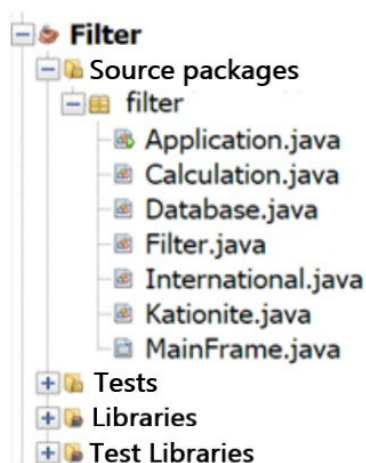 Filter
Source packages
filter
Application.java
Calculation.java
Database.java
Filter.java
International.java
Kationite.java
MainFrame.java
Tests
Libraries
Test Libraries